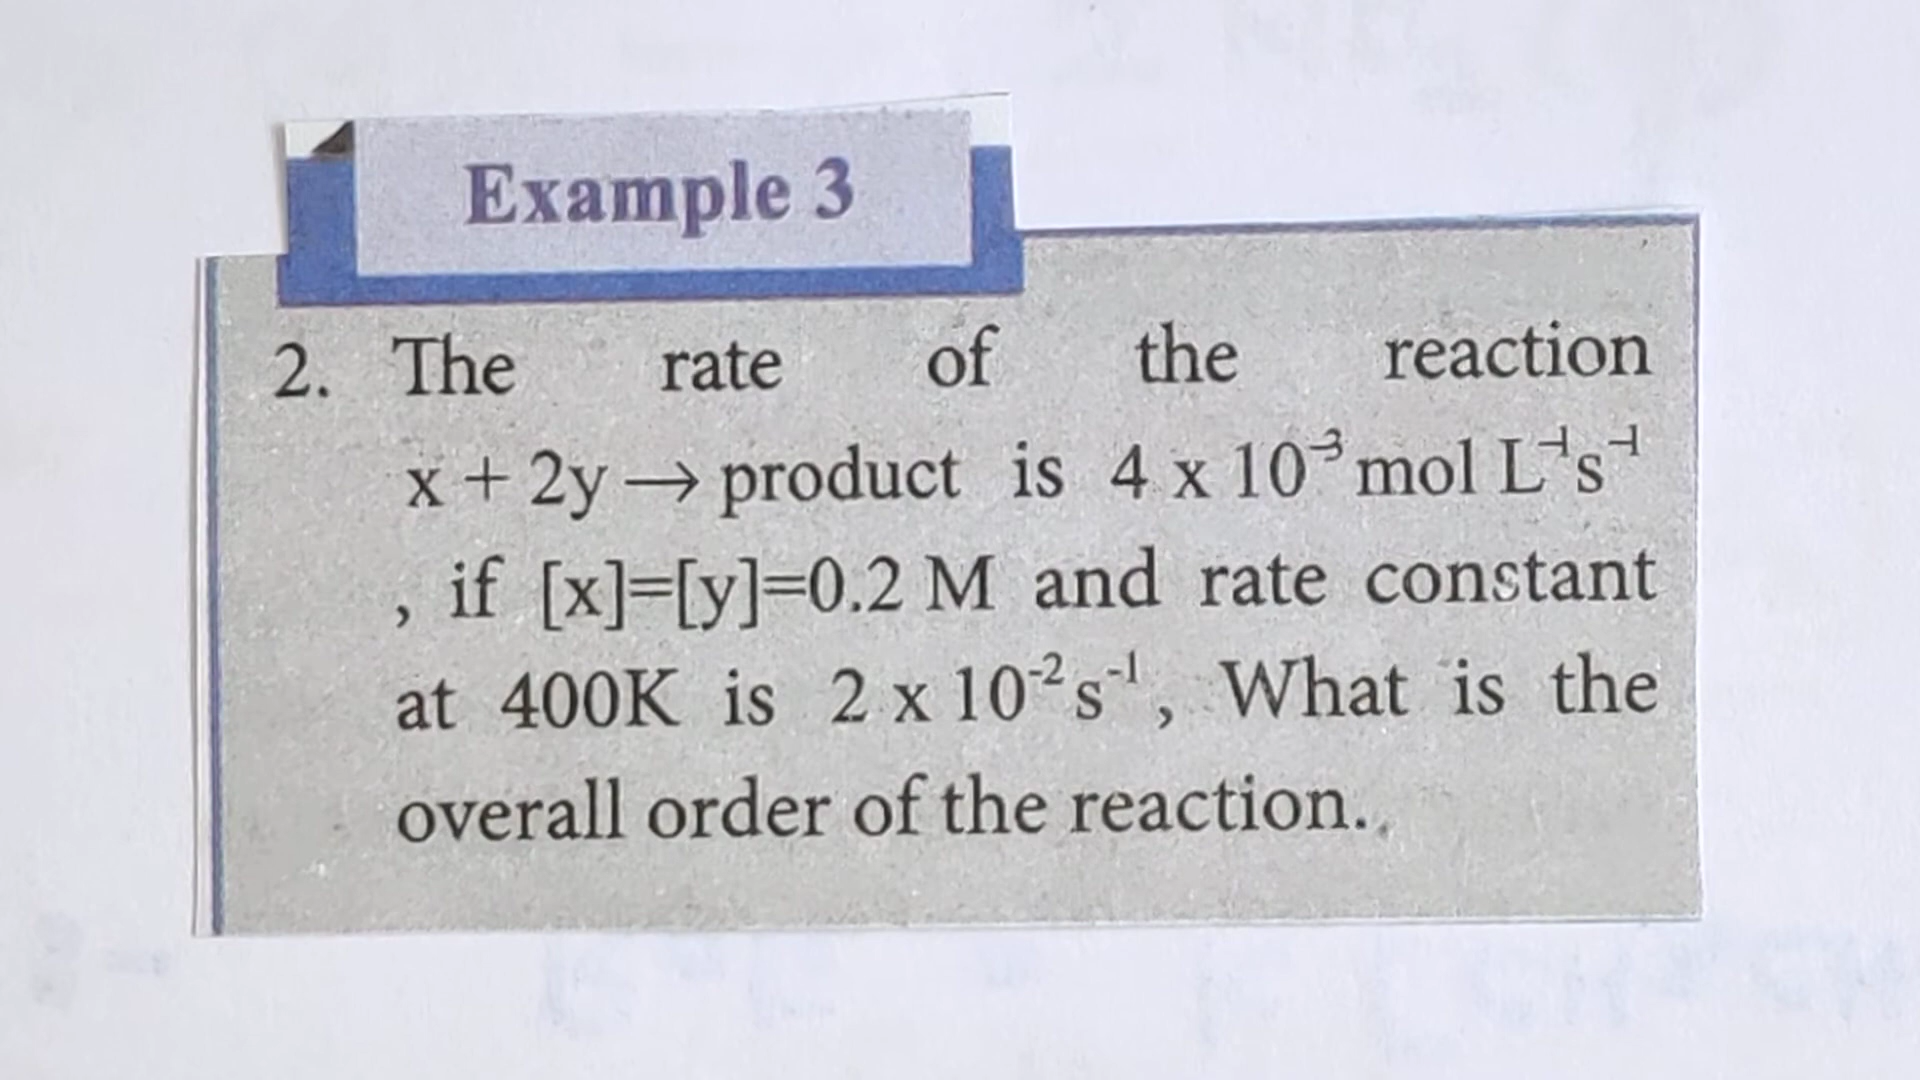 Example 3
2. The rate of the reaction
x + 2y → product is 4 x 10⁻³ mol L⁻¹s⁻¹
, if [x]=[y]=0.2 M and rate constant
at 400K is 2 x 10⁻² s⁻¹, What is the
overall order of the reaction.